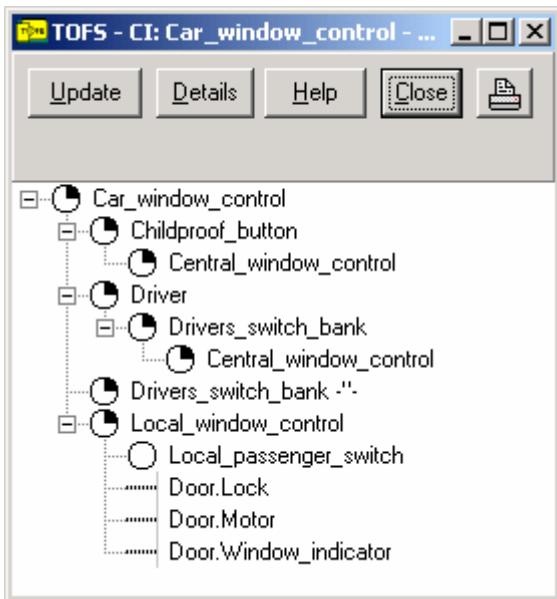 TOFS - CI: Car_window_control - ...
Update Details Help Close
Car_window_control
Childproof_button
Central_window_control
Driver
Drivers_switch_bank
Central_window_control
Drivers_switch_bank -"-
Local_window_control
Local_passenger_switch
Door.Lock
Door.Motor
Door.Window_indicator